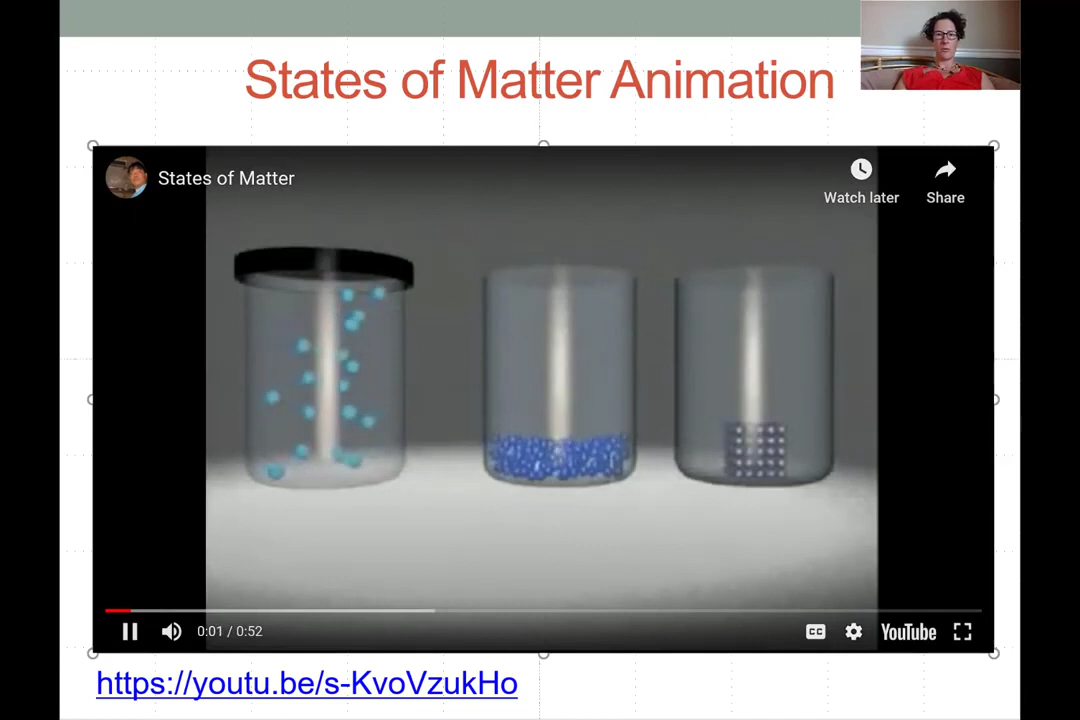 States of Matter Animation
States of Matter
Watch later
Share
0:01 / 0:52
CC
YouTube
https://youtu.be/s-KvoVzukHo